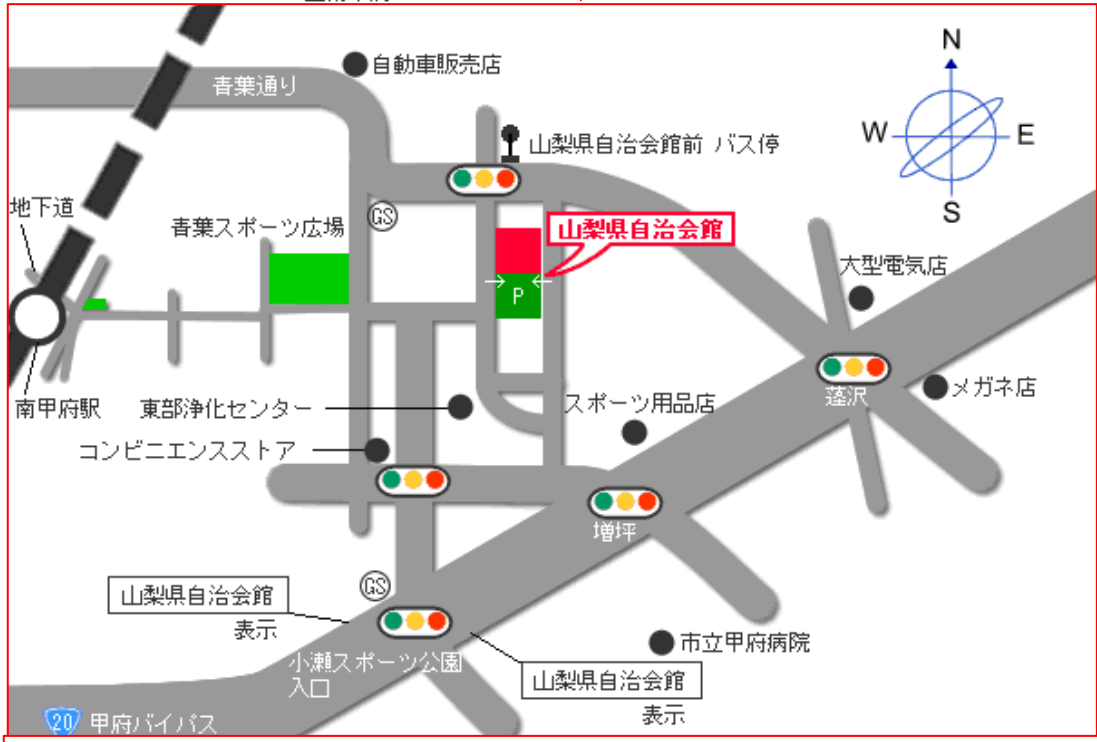 自動車販売店
N
青葉通り
W
E
山梨県自治会館前 バス停
S
地下道
青葉スポーツ広場
GS
山梨県自治会館
大型電気店
P
南甲府駅
東部浄化センター
スポーツ用品店
蓬沢
メガネ店
コンビニエンスストア
増坪
GS
山梨県自治会館
表示
小瀬スポーツ公園
入口
市立甲府病院
山梨県自治会館
表示
20 甲府バイパス